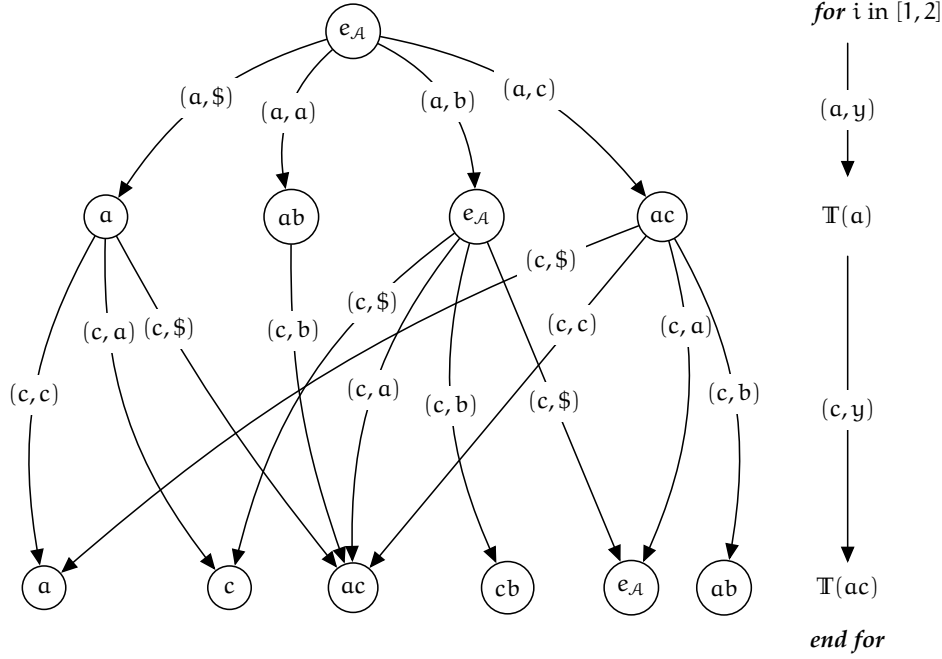 e𝒜
for i in [1, 2]
(a, $)
(a, a)
(a, b)
(a, c)
(a, y)
a
ab
e𝒜
ac
𝕋(a)
(c, $)
(c, $)
(c, a)
(c, $)
(c, b)
(c, c)
(c, a)
(c, c)
(c, a)
(c, b)
(c, $)
(c, b)
(c, y)
a
c
ac
cb
e𝒜
ab
𝕋(ac)
end for